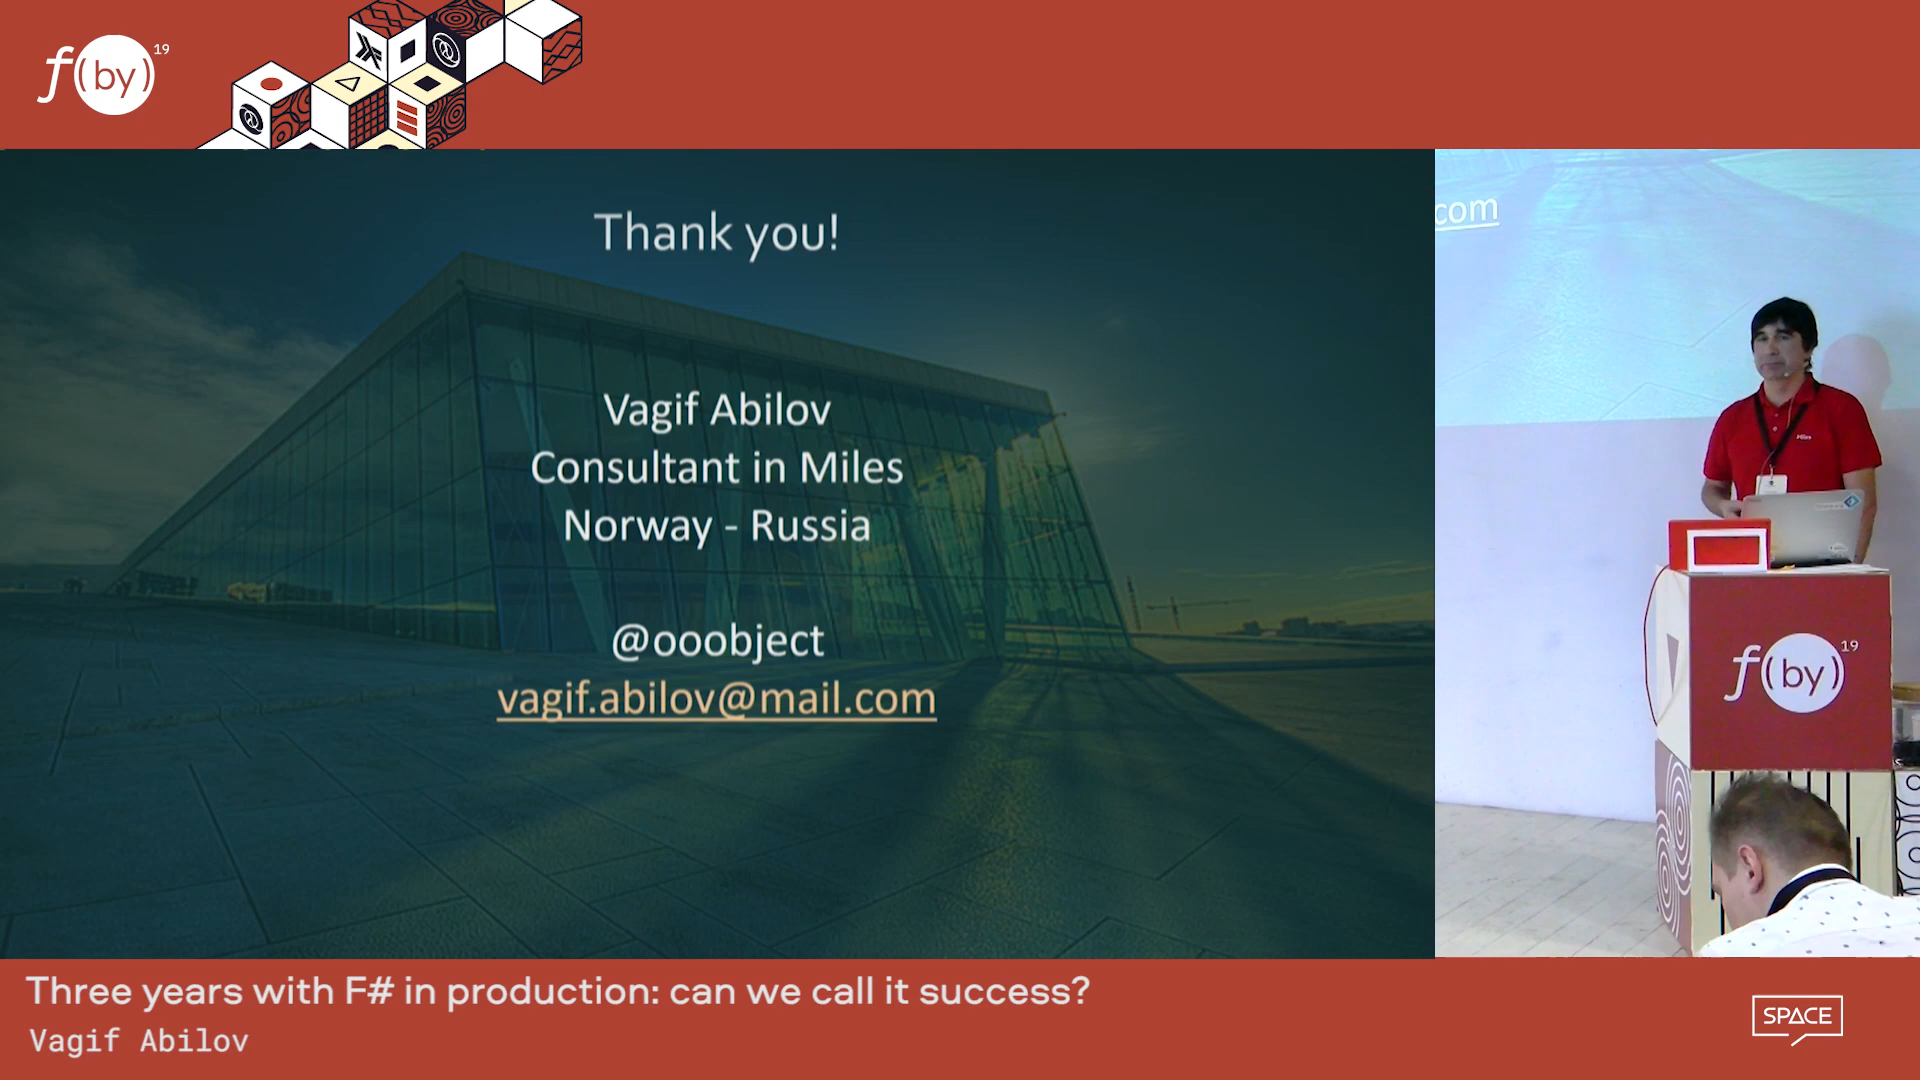 f(by) 19
Thank you!
Vagif Abilov
Consultant in Miles
Norway - Russia
@ooobject
vagif.abilov@mail.com
com
f(by) 19
Three years with F# in production: can we call it success?
Vagif Abilov
SPACE